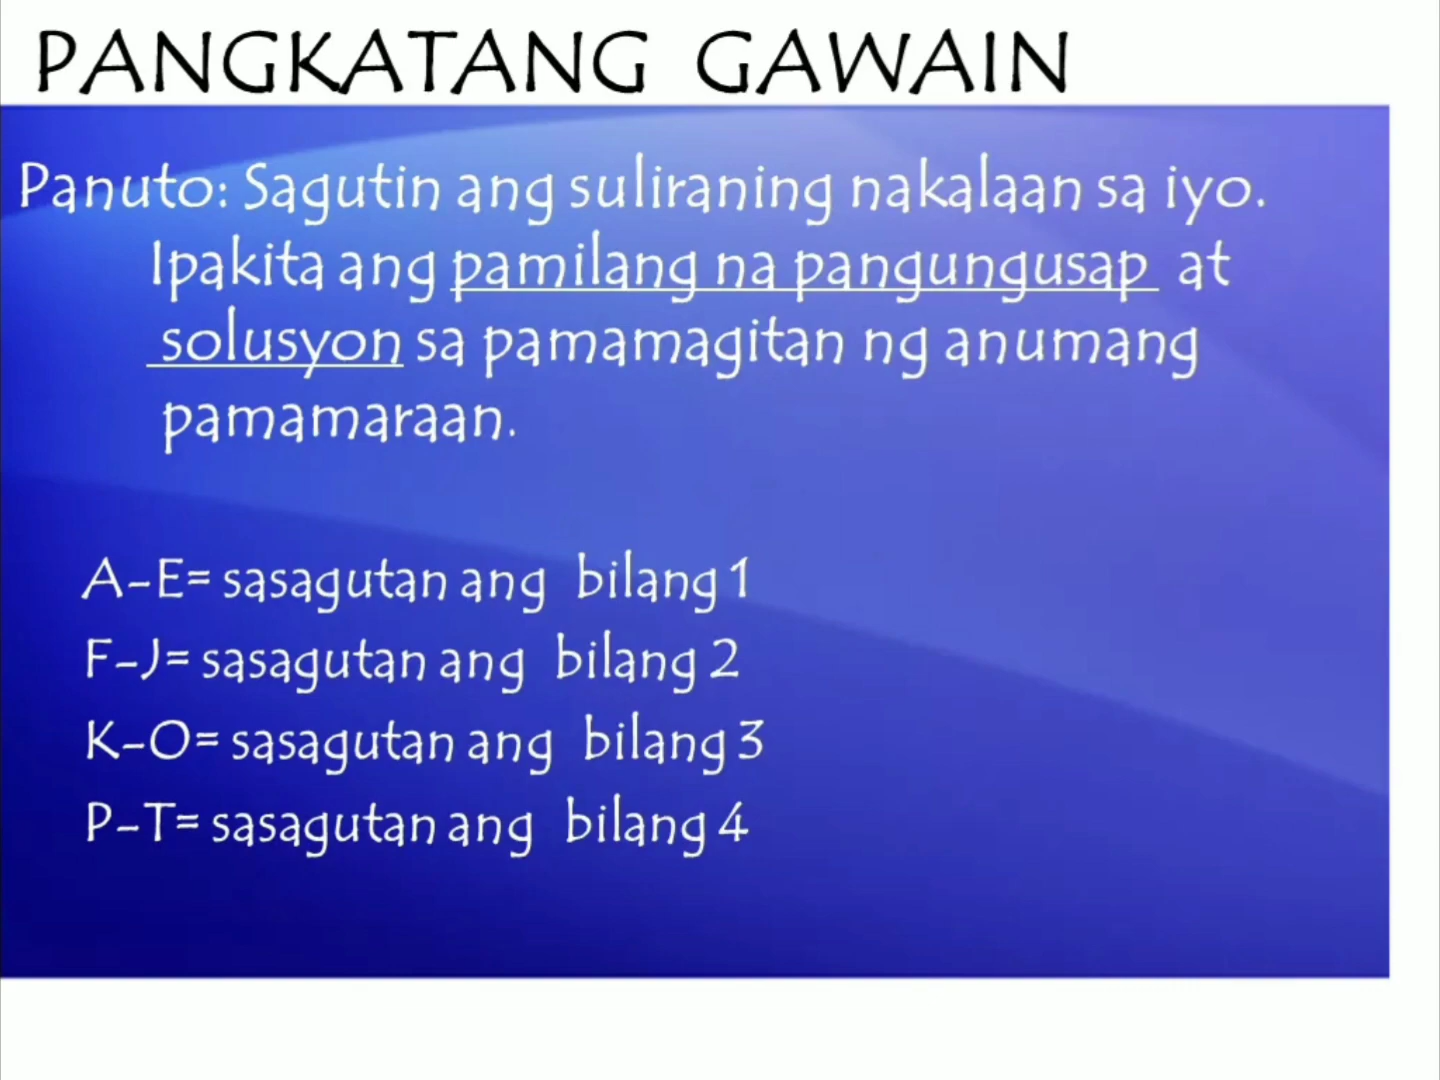 PANGKATANG GAWAIN
Panuto: Sagutin ang suliraning nakalaan sa iyo.
Ipakita ang pamilang na pangungusap at
solusyon sa pamamagitan ng anumang
pamamaraan.
A-E= sasagutan ang bilang 1
F-J= sasagutan ang bilang 2
K-O= sasagutan ang bilang 3
P-T= sasagutan ang bilang 4